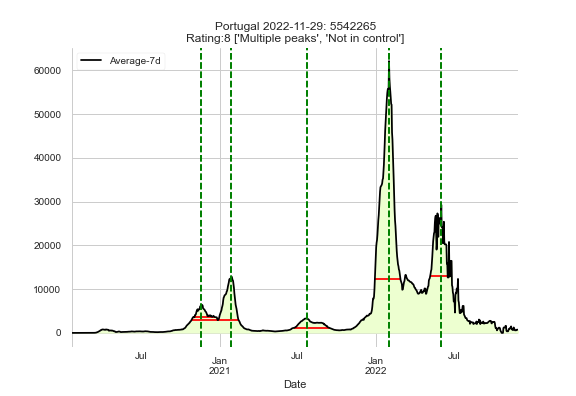 Portugal 2022-11-29: 5542265
Rating:8 ['Multiple peaks', 'Not in control']
Average-7d
60000
50000
40000
30000
20000
10000
0
Jul
Jan
2021
Jul
Jan
2022
Jul
Date